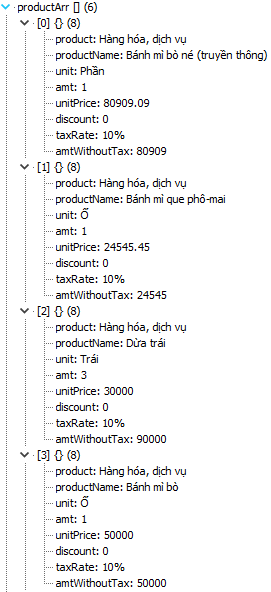 productArr [] (6)
[0] {} (8)
product: Hàng hóa, dịch vụ
productName: Bánh mì bò né (truyền thông)
unit: Phần
amt: 1
unitPrice: 80909.09
discount: 0
taxRate: 10%
amtWithoutTax: 80909
[1] {} (8)
product: Hàng hóa, dịch vụ
productName: Bánh mì que phô-mai
unit: Ổ
amt: 1
unitPrice: 24545.45
discount: 0
taxRate: 10%
amtWithoutTax: 24545
[2] {} (8)
product: Hàng hóa, dịch vụ
productName: Dừa trái
unit: Trái
amt: 3
unitPrice: 30000
discount: 0
taxRate: 10%
amtWithoutTax: 90000
[3] {} (8)
product: Hàng hóa, dịch vụ
productName: Bánh mì bò
unit: Ổ
amt: 1
unitPrice: 50000
discount: 0
taxRate: 10%
amtWithoutTax: 50000